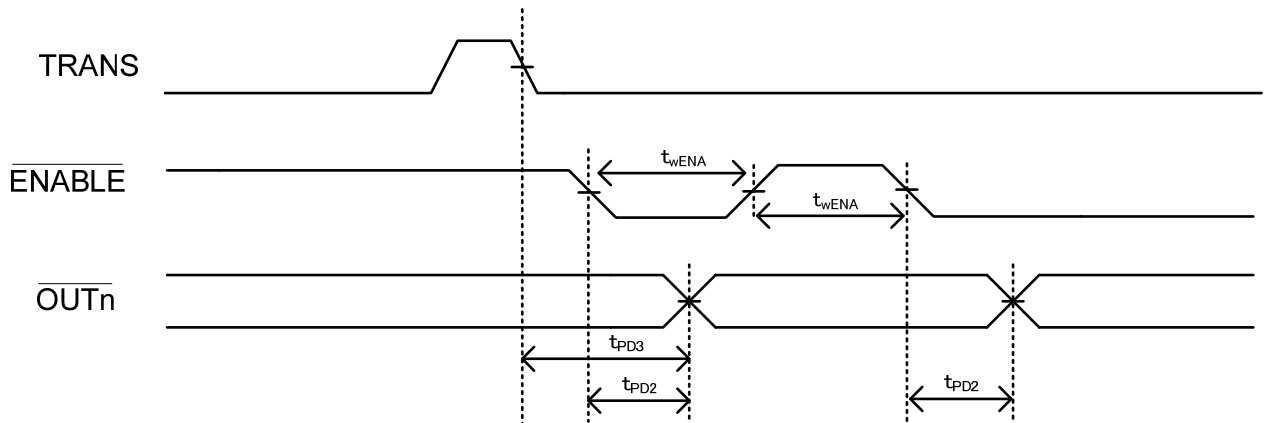 TRANS
ENABLE
twENA
twENA
OUTn
tPD3
tPD2
tPD2